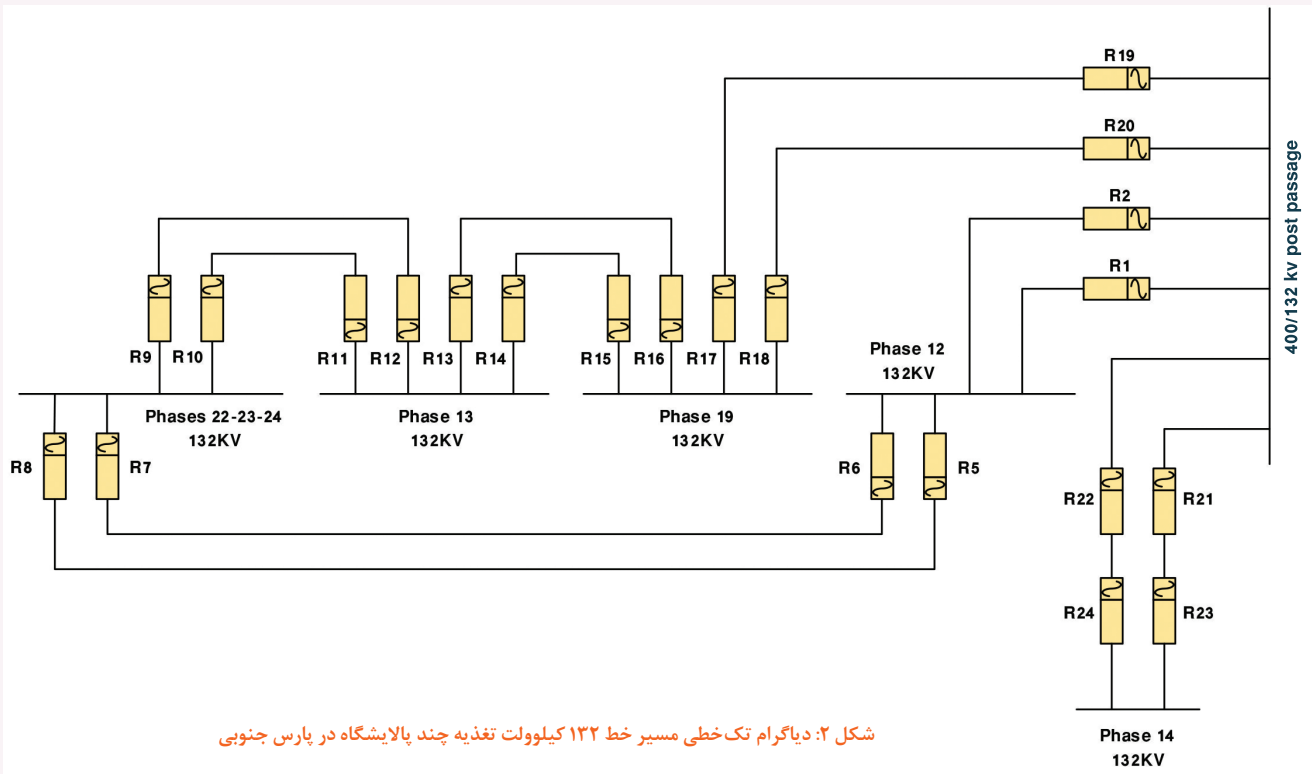 R19
R20
R2
R1
400/132 kv post passage
R9
R10
R11
R12
R13
R14
R15
R16
R17
R18
Phase 12
132KV
Phases 22-23-24
132KV
Phase 13
132KV
Phase 19
132KV
R8
R7
R6
R5
R22
R21
R24
R23
Phase 14
132KV
شکل ۲: دیاگرام تک‌خطی مسیر خط ۱۳۲ کیلوولت تغذیه چند پالایشگاه در پارس جنوبی